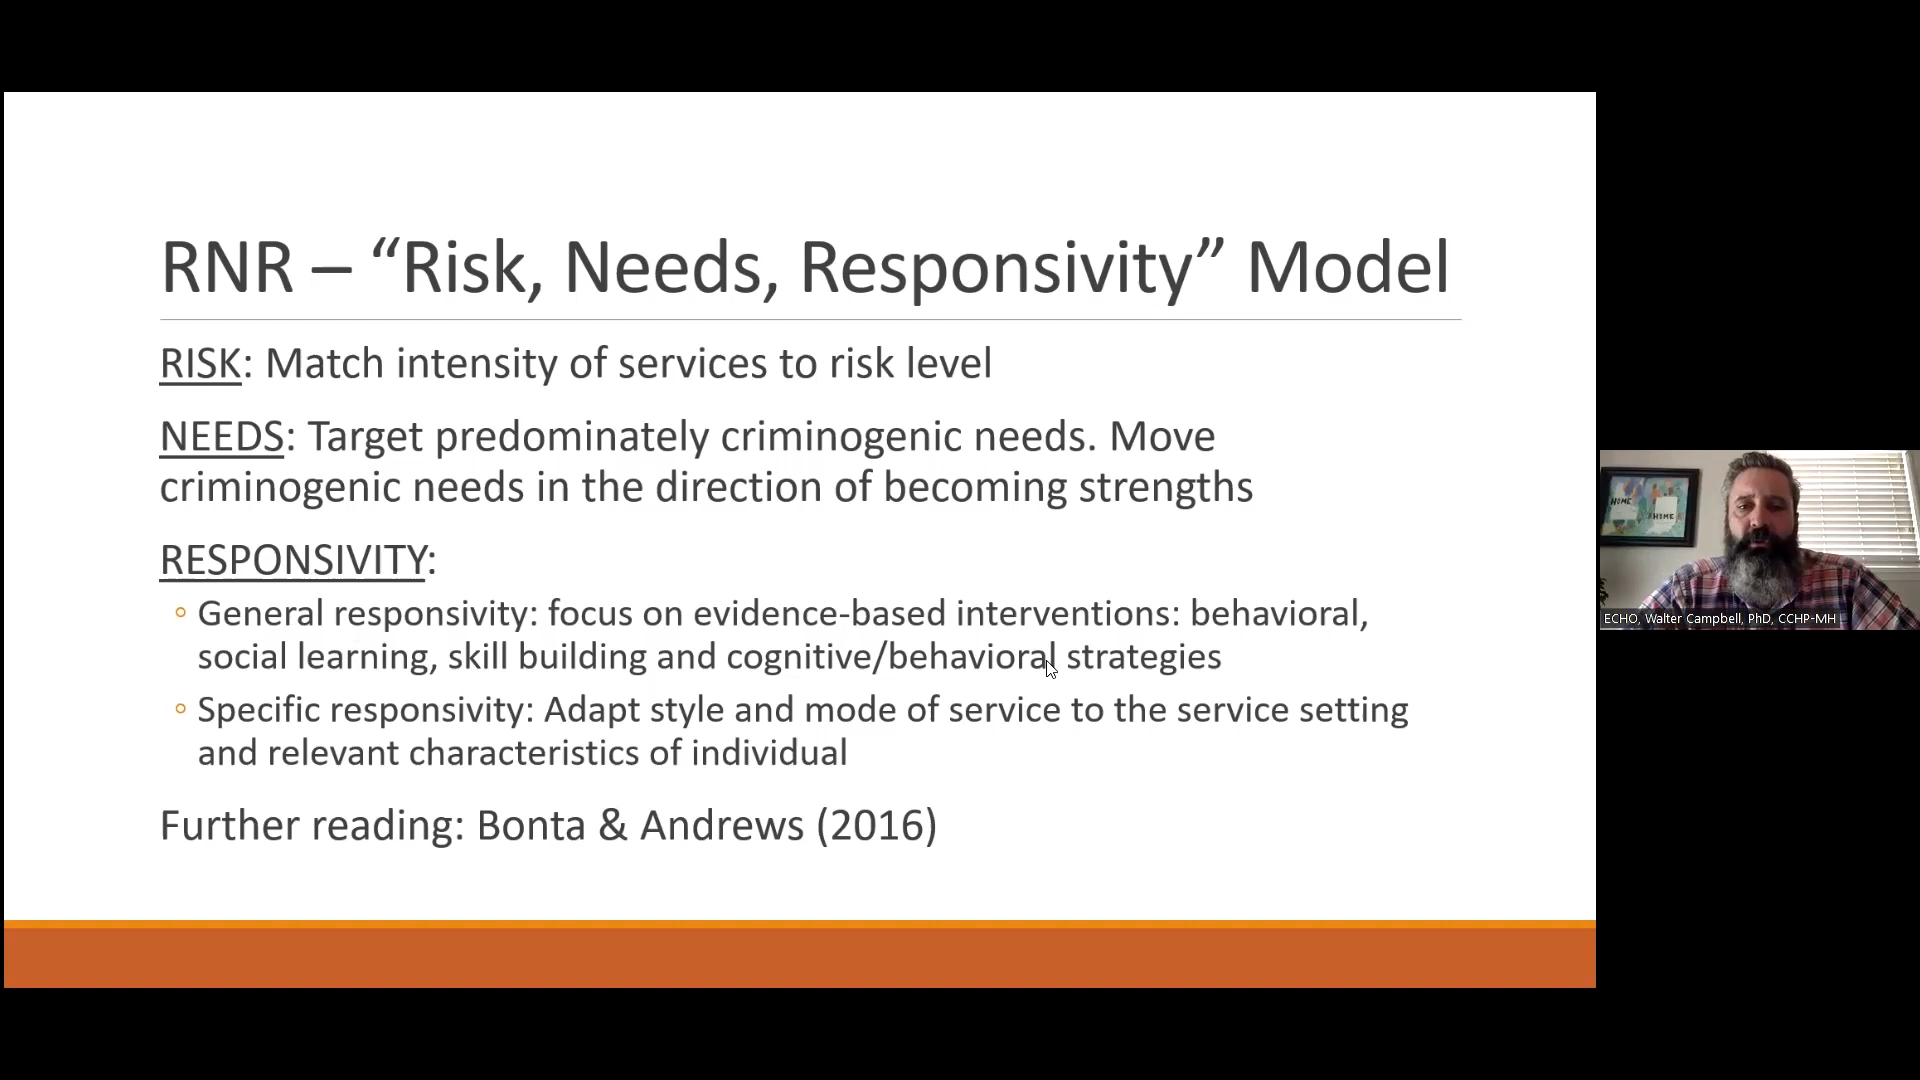 RNR – “Risk, Needs, Responsivity” Model
RISK: Match intensity of services to risk level
NEEDS: Target predominately criminogenic needs. Move
criminogenic needs in the direction of becoming strengths
RESPONSIVITY:
◦ General responsivity: focus on evidence-based interventions: behavioral,
social learning, skill building and cognitive/behavioral strategies
◦ Specific responsivity: Adapt style and mode of service to the service setting
and relevant characteristics of individual
Further reading: Bonta & Andrews (2016)
HOME
HOME
ECHO, Walter Campbell, PhD, CCHP-MH